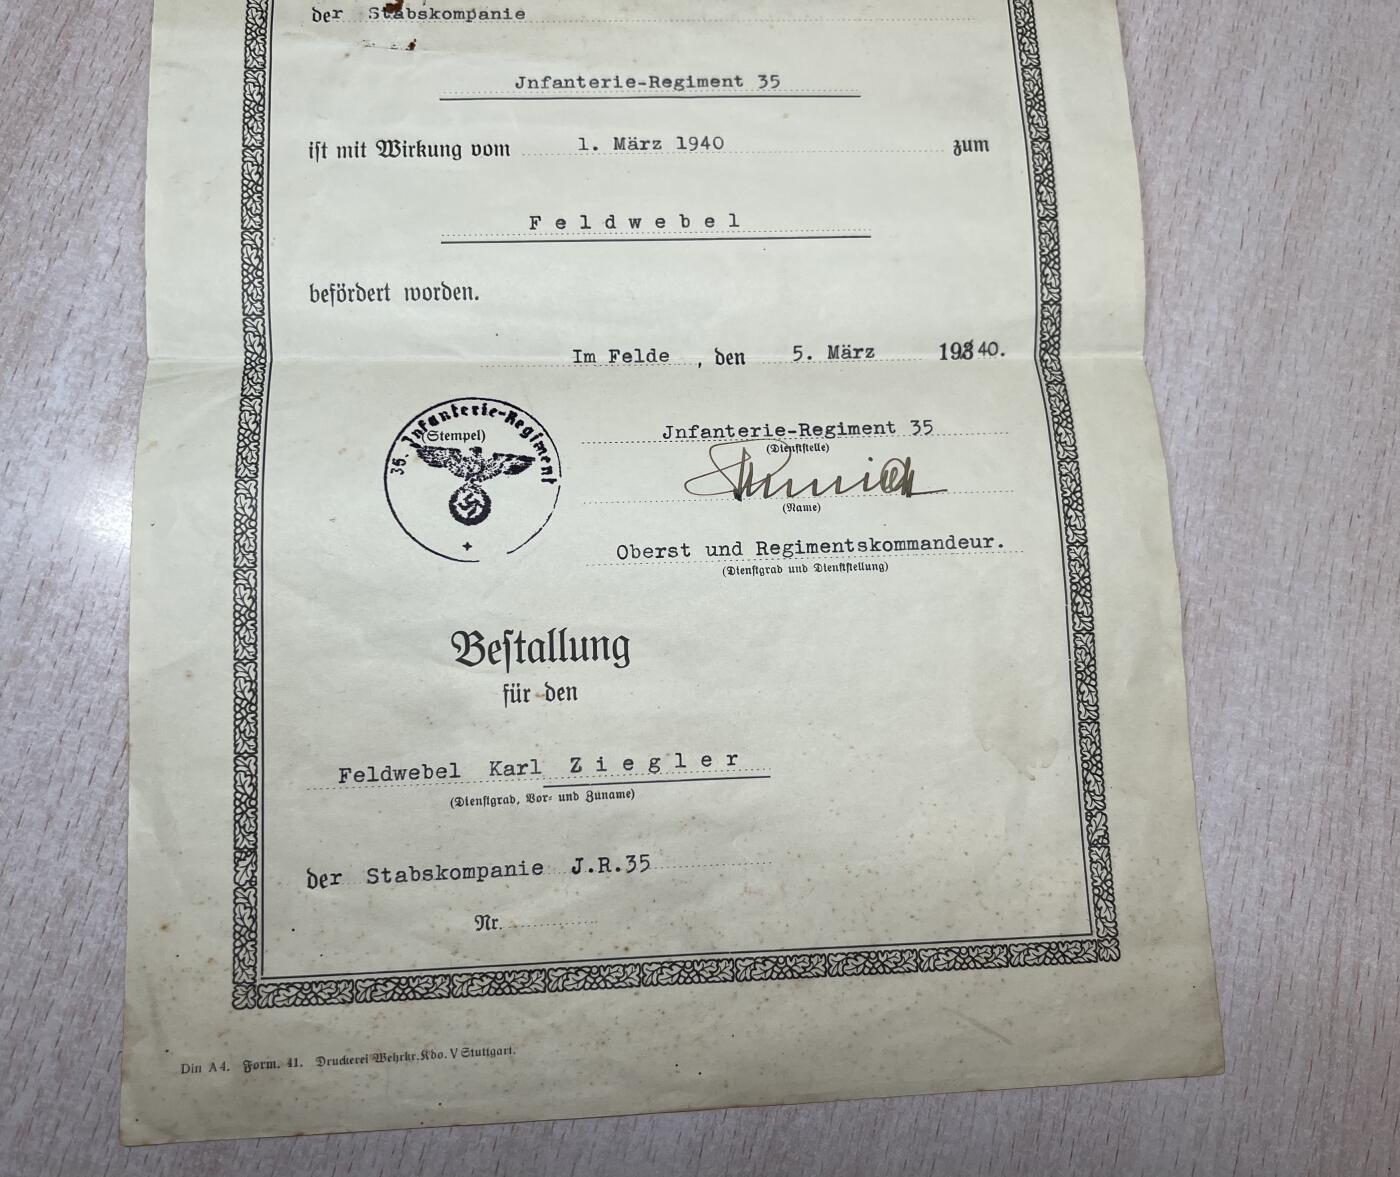 der Stabskompanie
Jnfanterie-Regiment 35
ist mit Wirkung vom 1. März 1940 zum
Feldwebel
befördert worden.
Im Felde, den 5. März 1940.
35. Infanterie-Regiment
(Stempel)
Jnfanterie-Regiment 35
(Dienststelle)
(Name)
Oberst und Regimentskommandeur.
(Dienstgrad und Dienststellung)
Bestallung
für den
Feldwebel Karl Ziegler
(Dienstgrad, Vor- und Zuname)
der Stabskompanie J.R.35
Nr.
Din A4. Form. 41. Druckerei Wehrkr.Kdo. V Stuttgart.